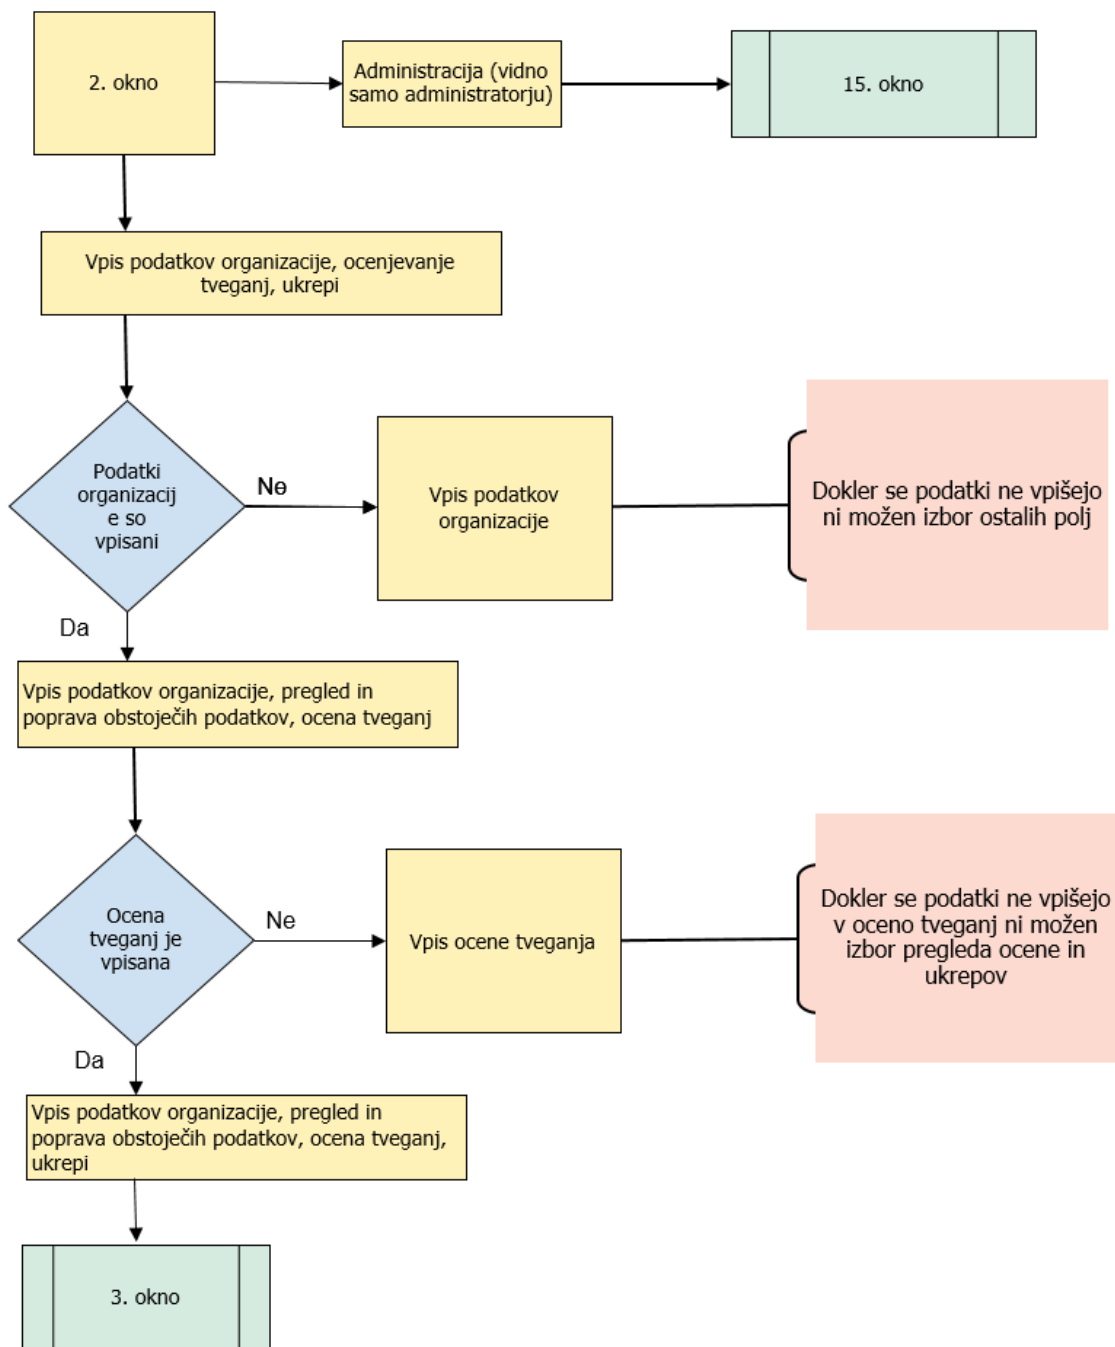 2. okno
Administracija (vidno
samo administratorju)
15. okno
Vpis podatkov organizacije, ocenjevanje
tveganj, ukrepi
Podatki
organizacij
e so
vpisani
Ne
Vpis podatkov
organizacije
Dokler se podatki ne vpišejo
ni možen izbor ostalih polj
Da
Vpis podatkov organizacije, pregled in
poprava obstoječih podatkov, ocena tveganj
Ocena
tveganj je
vpisana
Ne
Vpis ocene tveganja
Dokler se podatki ne vpišejo
v oceno tveganj ni možen
izbor pregleda ocene in
ukrepov
Da
Vpis podatkov organizacije, pregled in
poprava obstoječih podatkov, ocena tveganj,
ukrepi
3. okno